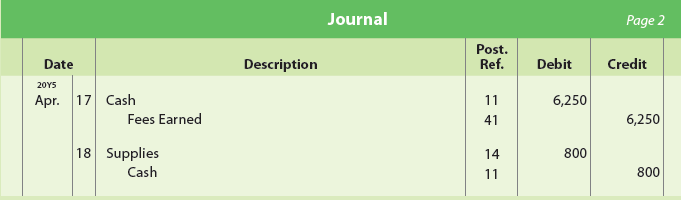 Journal Page 2
Post.
Date Description Ref. Debit Credit
20Y5
Apr. 17 Cash 11 6,250
Fees Earned 41 6,250
18 Supplies 14 800
Cash 11 800